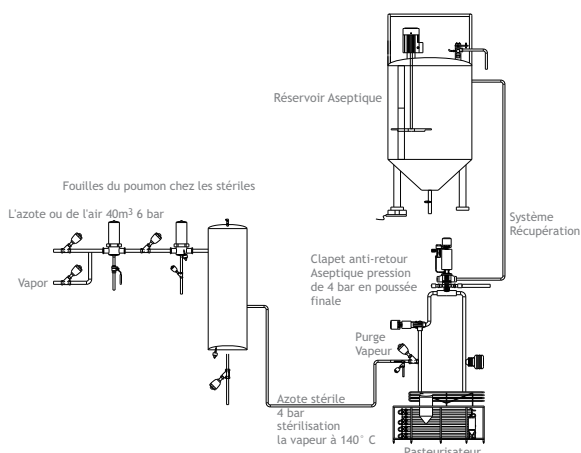 Réservoir Aseptique
Fouilles du poumon chez les stériles
L'azote ou de l'air 40m³ 6 bar
Vapor
Système
Récupération
Clapet anti-retour
Aseptique pression
de 4 bar en poussée
finale
Purge
Vapeur
Azote stérile
4 bar
stérilisation
la vapeur à 140° C
Pasteurisateur